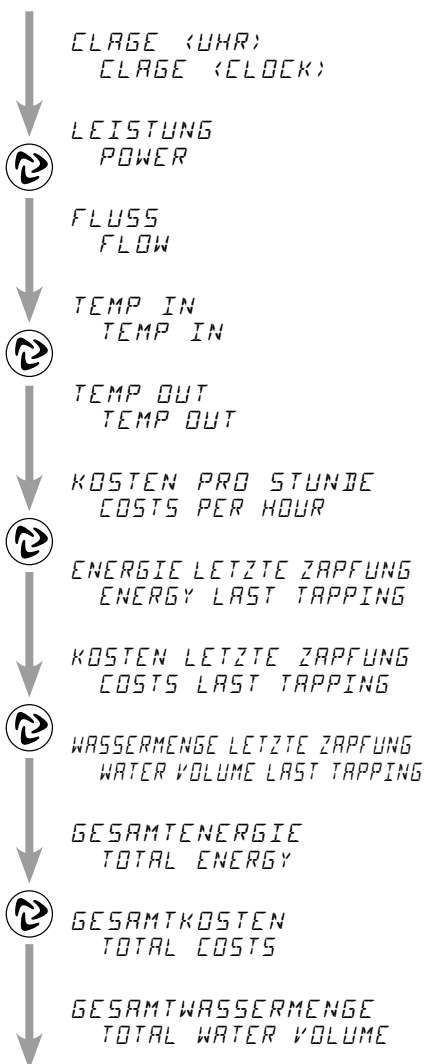 CLAGE (UHR)
CLAGE (CLOCK)
LEISTUNG
POWER
FLUSS
FLOW
TEMP IN
TEMP IN
TEMP OUT
TEMP OUT
KOSTEN PRO STUNDE
COSTS PER HOUR
ENERGIE LETZTE ZAPFUNG
ENERGY LAST TAPPING
KOSTEN LETZTE ZAPFUNG
COSTS LAST TAPPING
WASSERMENGE LETZTE ZAPFUNG
WATER VOLUME LAST TAPPING
GESAMTENERGIE
TOTAL ENERGY
GESAMTKOSTEN
TOTAL COSTS
GESAMTWASSERMENGE
TOTAL WATER VOLUME